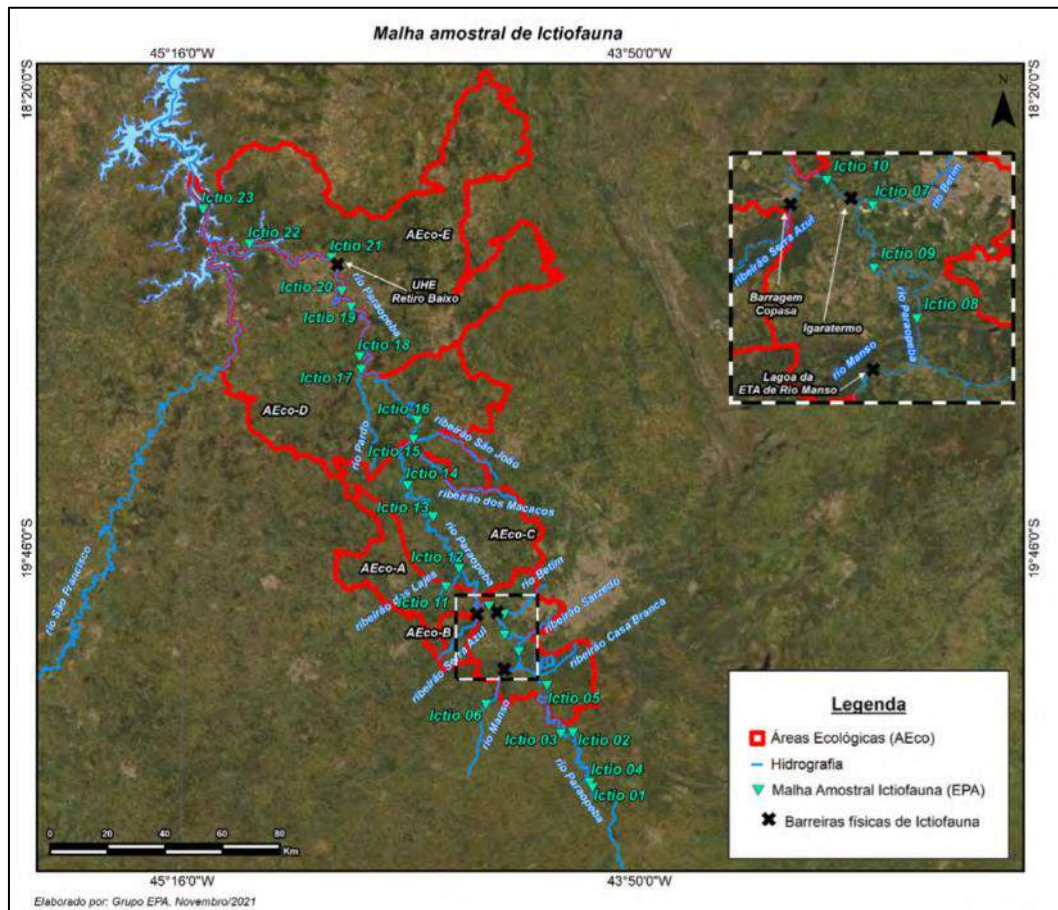 Malha amostral de Ictiofauna
45°16'0"W
43°50'0"W
18°20'0"S
18°20'0"S
N
Ictio 23
Ictio 22
Ictio 21
AEco-E
UHE
Retiro Baixo
rio Paraopeba
Ictio 20
Ictio 19
Ictio 18
Ictio 17
AEco-D
Ictio 16
ribeirão São João
rio Pardo
Ictio 15
Ictio 14
ribeirão dos Macacos
Ictio 13
rio Paraopeba
AEco-C
Ictio 12
AEco-A
rio Betim
ribeirão das Lajes
Ictio 11
ribeirão Sarzedo
AEco-B
ribeirão Serra Azul
ribeirão Casa Branca
Ictio 05
Ictio 06
rio Manso
Ictio 03
Ictio 02
Ictio 04
Ictio 01
rio Paraopeba
rio São Francisco
19°46'0"S
19°46'0"S
Ictio 10
Ictio 07
rio Betim
ribeirão Serra Azul
Ictio 09
Barragem
Copasa
Igaratermo
Ictio 08
rio Paraopeba
rio Manso
Lagoa da
ETA de Rio Manso
Legenda
Áreas Ecológicas (AEco)
Hidrografia
Malha Amostral Ictiofauna (EPA)
Barreiras físicas de Ictiofauna
0 20 40 60 80
Km
45°16'0"W
43°50'0"W
Elaborado por: Grupo EPA. Novembro/2021